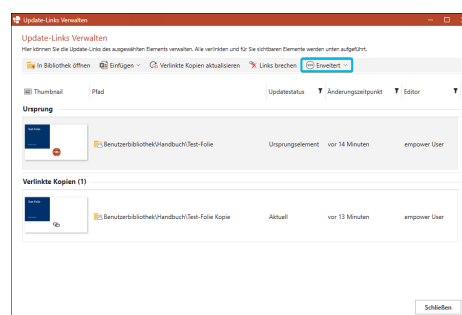 Update-Links Verwalten
Update-Links Verwalten
Hier können Sie die Update-Links des ausgewählten Elements verwalten. Alle verlinkten und für Sie sichtbaren Elemente werden unten aufgeführt.
In Bibliothek öffnen Einfügen Verlinkte Kopien aktualisieren Links brechen Erweitert
Thumbnail Pfad Updatestatus Änderungszeitpunkt Editor
Ursprung
Test-Folie
Benutzerbibliothek\Handbuch\Test-Folie Ursprungselement vor 14 Minuten empower User
Verlinkte Kopien (1)
Test-Folie
Benutzerbibliothek\Handbuch\Test-Folie Kopie Aktuell vor 13 Minuten empower User
Schließen